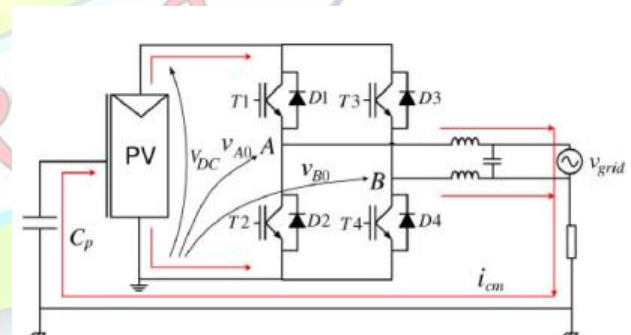 T1 D1 T3 D3
PV V_DC v_A0 A
v_B0 B
v_grid
C_p T2 D2 T4 D4
i_cm